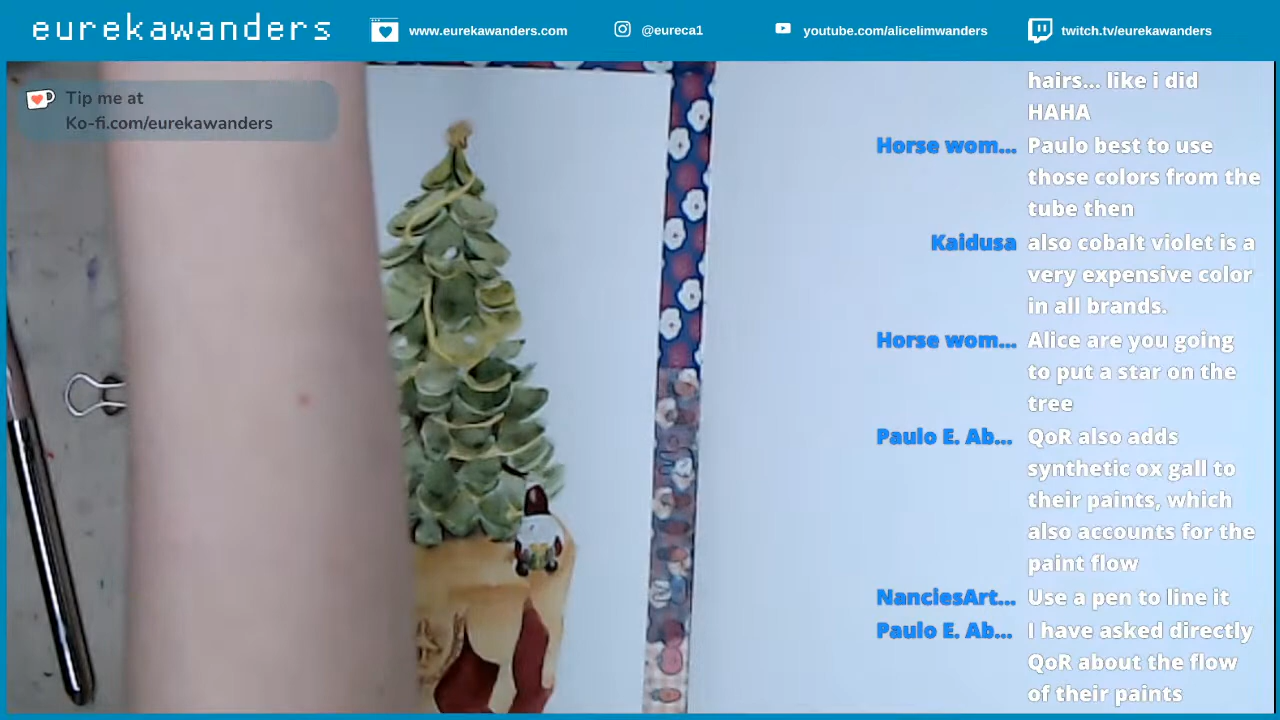 eurekawanders
www.eurekawanders.com
@eureca1
youtube.com/alicelimwanders
twitch.tv/eurekawanders
Tip me at
Ko-fi.com/eurekawanders
hairs... like i did
HAHA
Horse wom... Paulo best to use
those colors from the
tube then
Kaidusa also cobalt violet is a
very expensive color
in all brands.
Horse wom... Alice are you going
to put a star on the
tree
Paulo E. Ab... QoR also adds
synthetic ox gall to
their paints, which
also accounts for the
paint flow
NanciesArt... Use a pen to line it
Paulo E. Ab... I have asked directly
QoR about the flow
of their paints